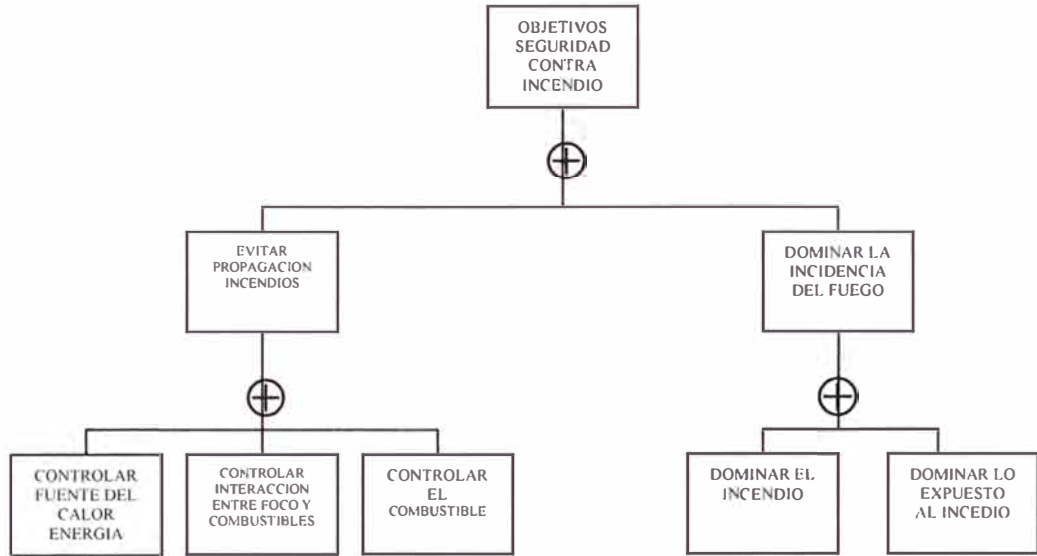 OBJETIVOS
SEGURIDAD
CONTRA
INCENDIO
EVITAR
PROPAGACION
INCENDIOS
DOMINAR LA
INCIDENCIA
DEL FUEGO
CONTROLAR
FUENTE DEL
CALOR
ENERGIA
CONTROLAR
INTERACCION
ENTRE FOCO Y
COMBUSTIBLES
CONTROLAR
EL
COMBUSTIBLE
DOMINAR EL
INCENDIO
DOMINAR LO
EXPUESTO
AL INCEDIO